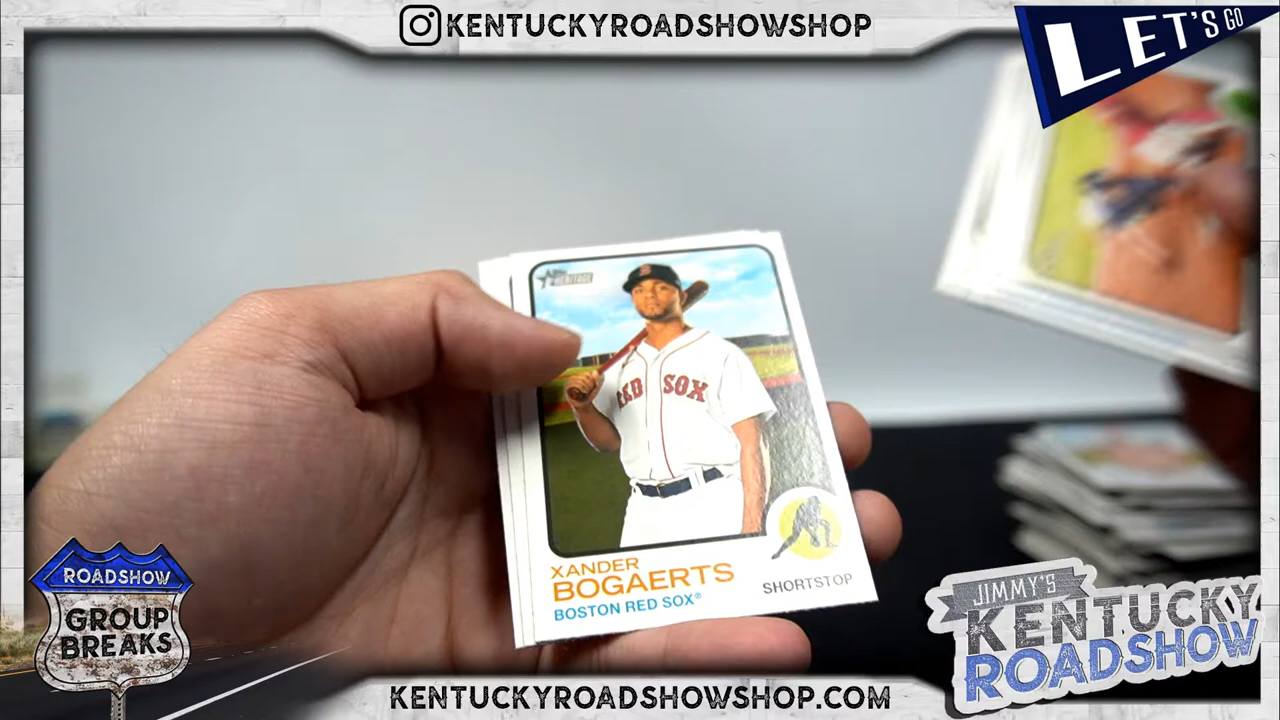 KENTUCKYROADSHOWSHOP
LET'S GO
HERITAGE
RED SOX
XANDER
BOGAERTS
BOSTON RED SOX®
SHORTSTOP
ROADSHOW
GROUP
BREAKS
JIMMY'S
KENTUCKY
ROADSHOW
KENTUCKYROADSHOWSHOP.COM